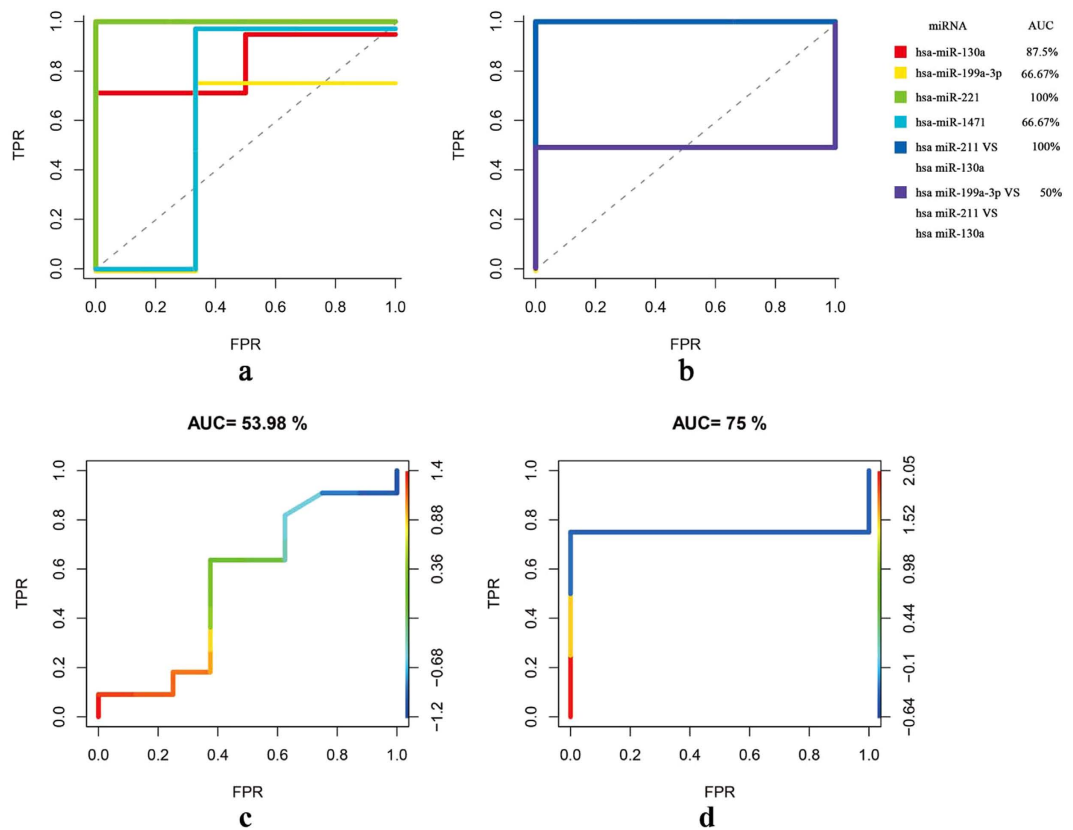 miRNA AUC
hsa-miR-130a 87.5%
hsa-miR-199a-3p 66.67%
hsa-miR-221 100%
hsa-miR-1471 66.67%
hsa miR-211 VS 100%
hsa miR-130a
hsa miR-199a-3p VS 50%
hsa miR-211 VS
hsa miR-130a
TPR
0.0 0.2 0.4 0.6 0.8 1.0
0.0 0.2 0.4 0.6 0.8 1.0
FPR
a
TPR
0.0 0.2 0.4 0.6 0.8 1.0
0.0 0.2 0.4 0.6 0.8 1.0
FPR
b
AUC= 53.98 %
TPR
0.0 0.2 0.4 0.6 0.8 1.0
−1.2 −0.68 0.36 0.88 1.4
0.0 0.2 0.4 0.6 0.8 1.0
FPR
c
AUC= 75 %
TPR
0.0 0.2 0.4 0.6 0.8 1.0
−0.64 −0.1 0.44 0.98 1.52 2.05
0.0 0.2 0.4 0.6 0.8 1.0
FPR
d